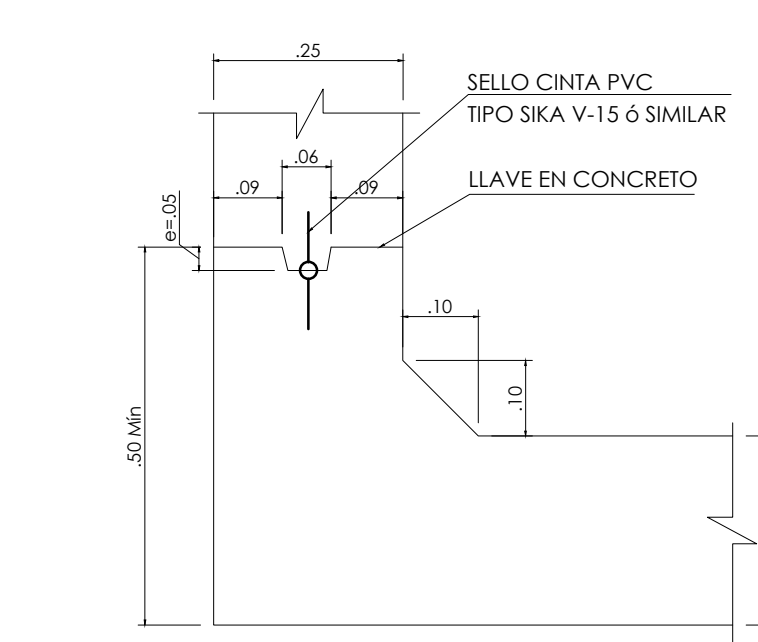 .25
SELLO CINTA PVC
TIPO SIKA V-15 ó SIMILAR
.06
.09
.09
LLAVE EN CONCRETO
e=.05
.10
.10
.50 Mín